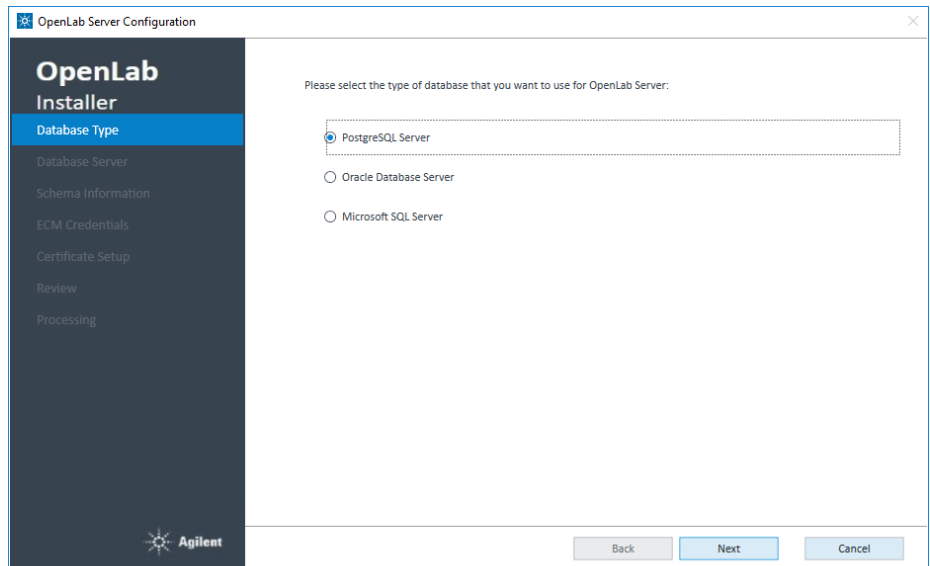 OpenLab Server Configuration
OpenLab
Installer
Database Type
Database Server
Schema Information
ECM Credentials
Certificate Setup
Review
Processing
Agilent
Please select the type of database that you want to use for OpenLab Server:
PostgreSQL Server
Oracle Database Server
Microsoft SQL Server
Back Next Cancel